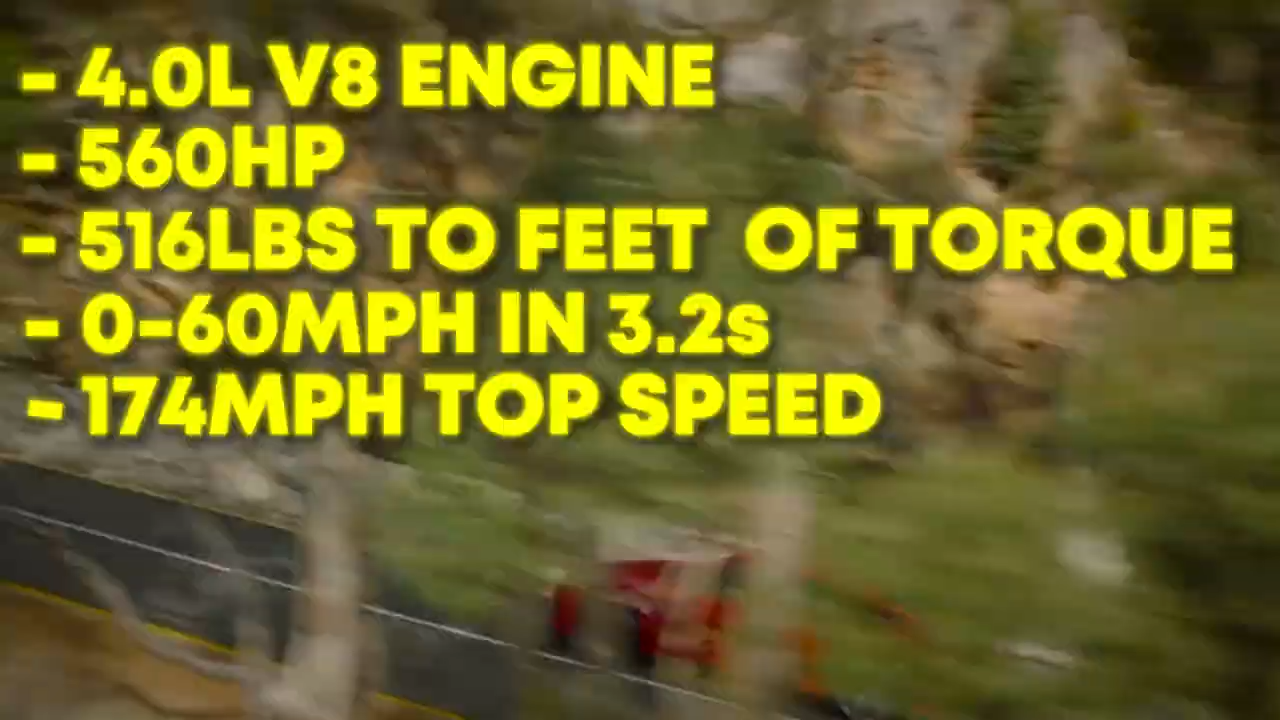 - 4.0L V8 ENGINE
- 560HP
- 516LBS TO FEET  OF TORQUE
- 0-60MPH IN 3.2s
- 174MPH TOP SPEED